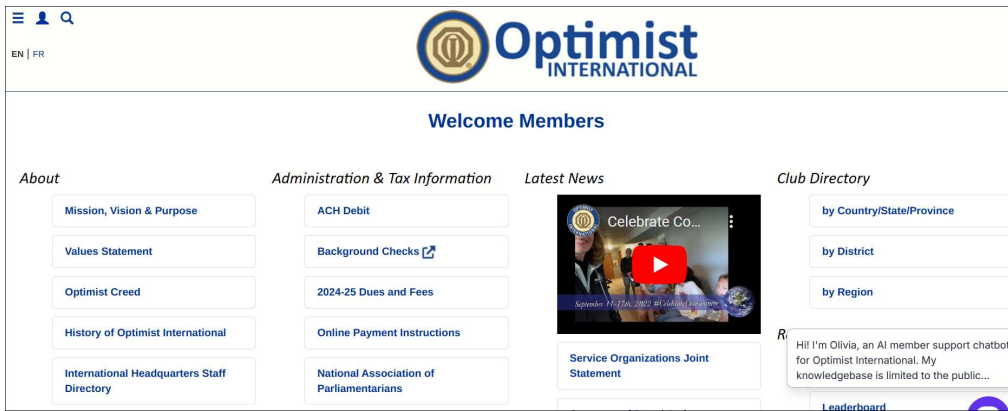 EN | FR
Optimist
INTERNATIONAL
Welcome Members
About
Mission, Vision & Purpose
Values Statement
Optimist Creed
History of Optimist International
International Headquarters Staff
Directory
Administration & Tax Information
ACH Debit
Background Checks
2024-25 Dues and Fees
Online Payment Instructions
National Association of
Parliamentarians
Latest News
Celebrate Co...
September 11-17th, 2022 #CelebrateCommunity
Service Organizations Joint
Statement
Club Directory
by Country/State/Province
by District
by Region
Hi! I'm Olivia, an AI member support chatbot
for Optimist International. My
knowledgebase is limited to the public...
Leaderboard